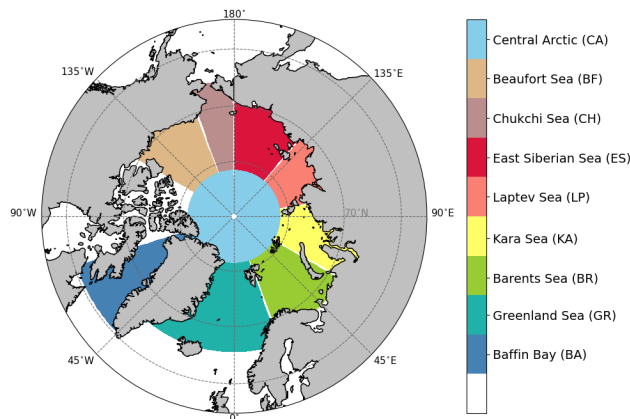 180°
135°W
135°E
90°W
70°N
90°E
45°W
45°E
0°
Central Arctic (CA)
Beaufort Sea (BF)
Chukchi Sea (CH)
East Siberian Sea (ES)
Laptev Sea (LP)
Kara Sea (KA)
Barents Sea (BR)
Greenland Sea (GR)
Baffin Bay (BA)